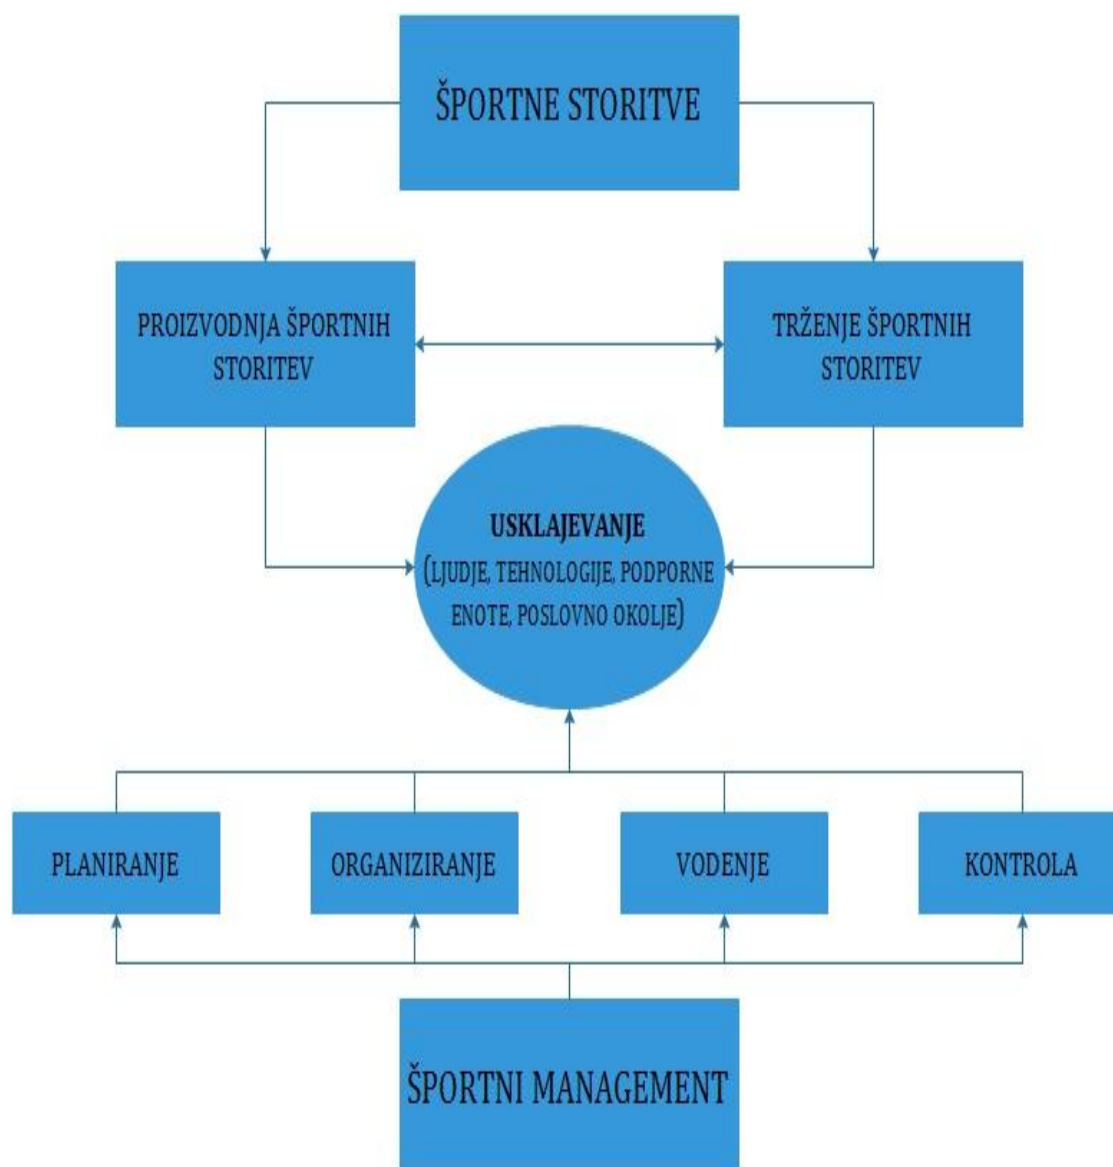 ŠPORTNE STORITVE
PROIZVODNJA ŠPORTNIH
STORITEV
TRŽENJE ŠPORTNIH
STORITEV
USKLAJEVANJE
(LJUDJE, TEHNOLOGIJE, PODPORNE
ENOTE, POSLOVNO OKOLJE)
PLANIRANJE
ORGANIZIRANJE
VODENJE
KONTROLA
ŠPORTNI MANAGEMENT